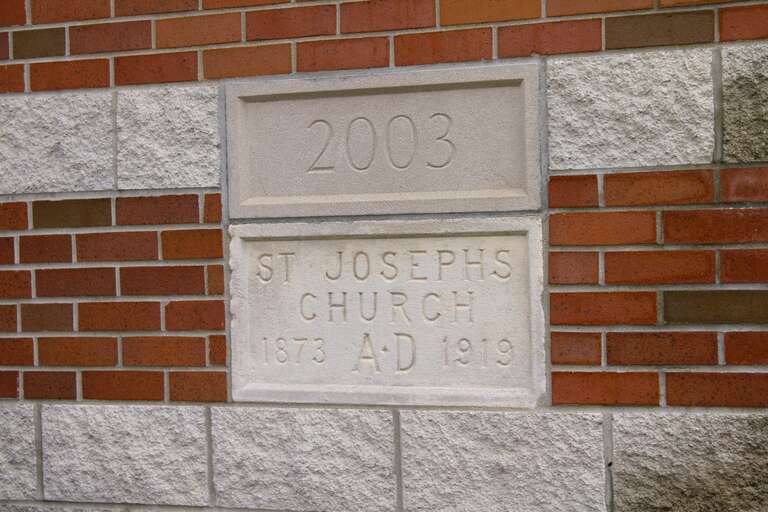 2003
ST JOSEPHS
CHURCH
1873 A·D 1919